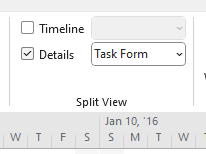 Timeline
Details Task Form
Split View
Jan 10, '16
W T F S S M T W T